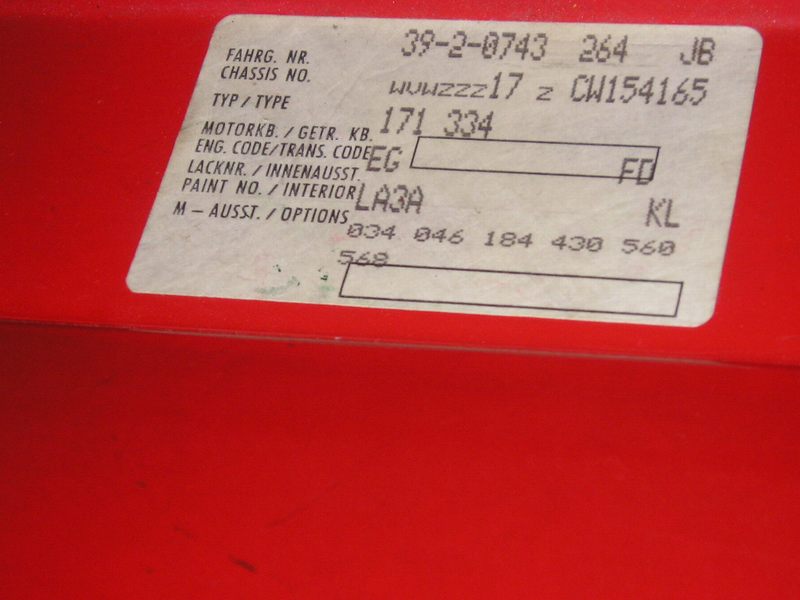 39-2-0743 264 JB
FAHRG. NR.
CHASSIS NO. WVWZZZ17 Z CW154165
TYP / TYPE 171 334
MOTORKB. / GETR. KB.
ENG. CODE/TRANS. CODE EG FD
LACKNR. / INNENAUSST.
PAINT NO. / INTERIOR LA3A KL
M – AUSST. / OPTIONS 034 046 184 430 560
568